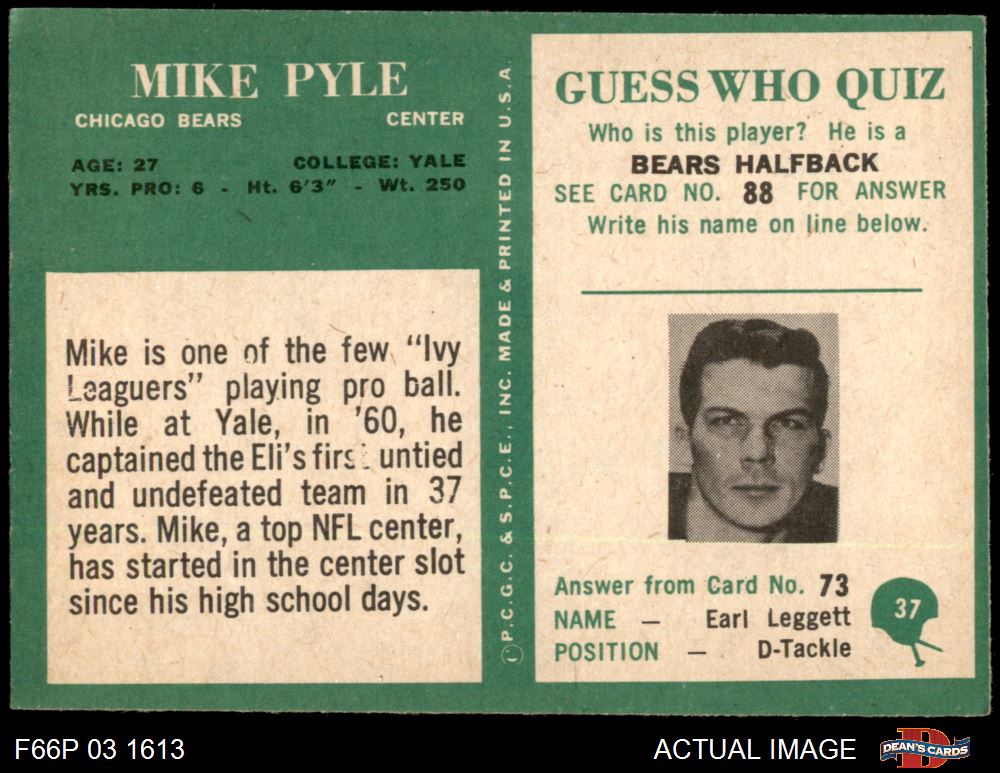 MIKE PYLE
CHICAGO BEARS CENTER
AGE: 27 COLLEGE: YALE
YRS. PRO: 6 - Ht. 6'3" - Wt. 250
Mike is one of the few "Ivy
Leaguers" playing pro ball.
While at Yale, in '60, he
captained the Eli's first untied
and undefeated team in 37
years. Mike, a top NFL center,
has started in the center slot
since his high school days.
© P.C.G.C. & S.P.C.E., INC. MADE & PRINTED IN U.S.A.
GUESS WHO QUIZ
Who is this player? He is a
BEARS HALFBACK
SEE CARD NO. 88 FOR ANSWER
Write his name on line below.
Answer from Card No. 73
NAME — Earl Leggett
POSITION — D-Tackle
37
F66P 03 1613
ACTUAL IMAGE
DEAN'S CARDS